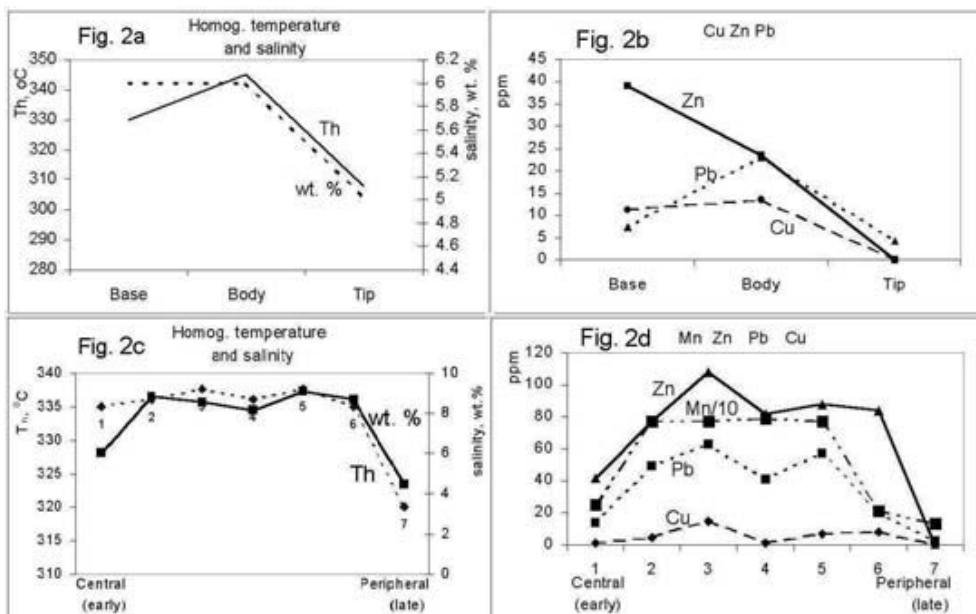 Fig. 2a
Homog. temperature
and salinity
Th, oC
350
340
330
320
310
300
290
280
Th
wt. %
6.2
6
5.8
5.6
5.4
5.2
5
4.8
4.6
4.4
salinity, wt. %
Base Body Tip
Fig. 2b
Cu Zn Pb
ppm
45
40
35
30
25
20
15
10
5
0
Zn
Pb
Cu
Base Body Tip
Fig. 2c
Homog. temperature
and salinity
340
335
330
325
320
315
310
1 2 4 5 6 7
wt. %
Th
10
8
6
4
2
0
salinity, wt.%
Central
(early)
Peripheral
(late)
Fig. 2d
Mn Zn Pb Cu
ppm
120
100
80
60
40
20
0
Zn
Mn/10
Pb
Cu
1 2 3 4 5 6 7
Central
(early)
Peripheral
(late)